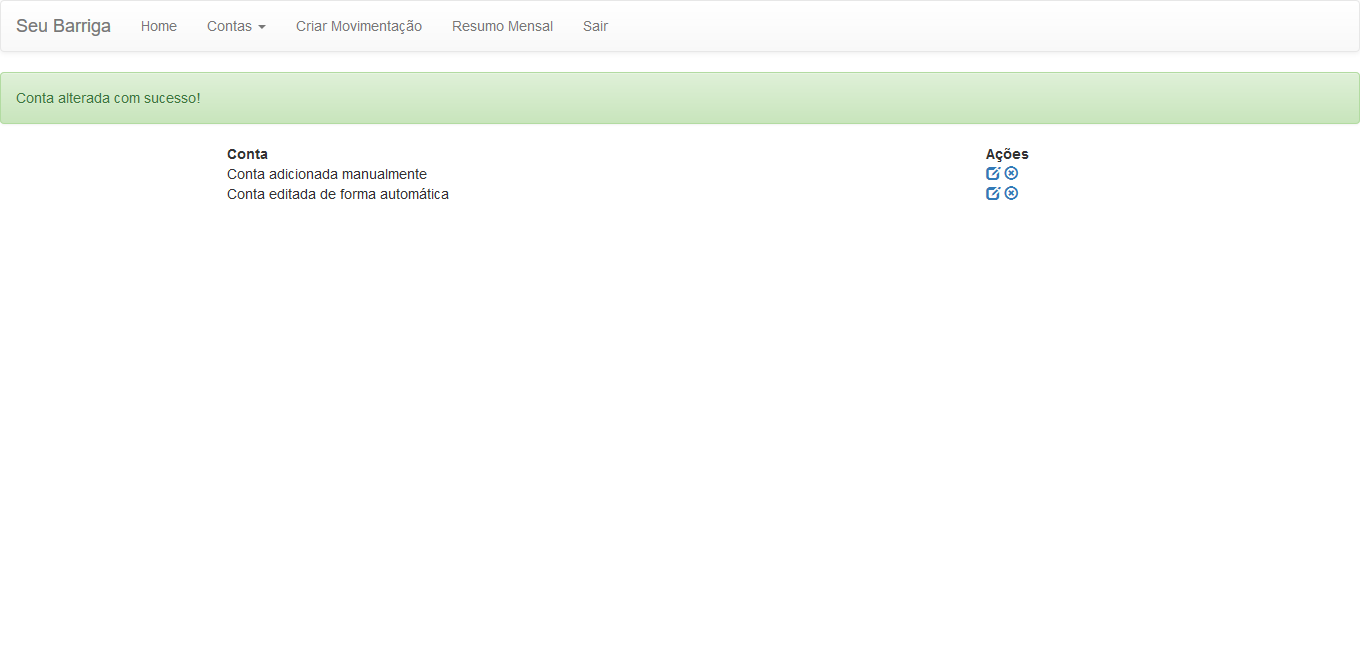 Seu Barriga Home Contas Criar Movimentação Resumo Mensal Sair
Conta alterada com sucesso!
Conta Ações
Conta adicionada manualmente
Conta editada de forma automática